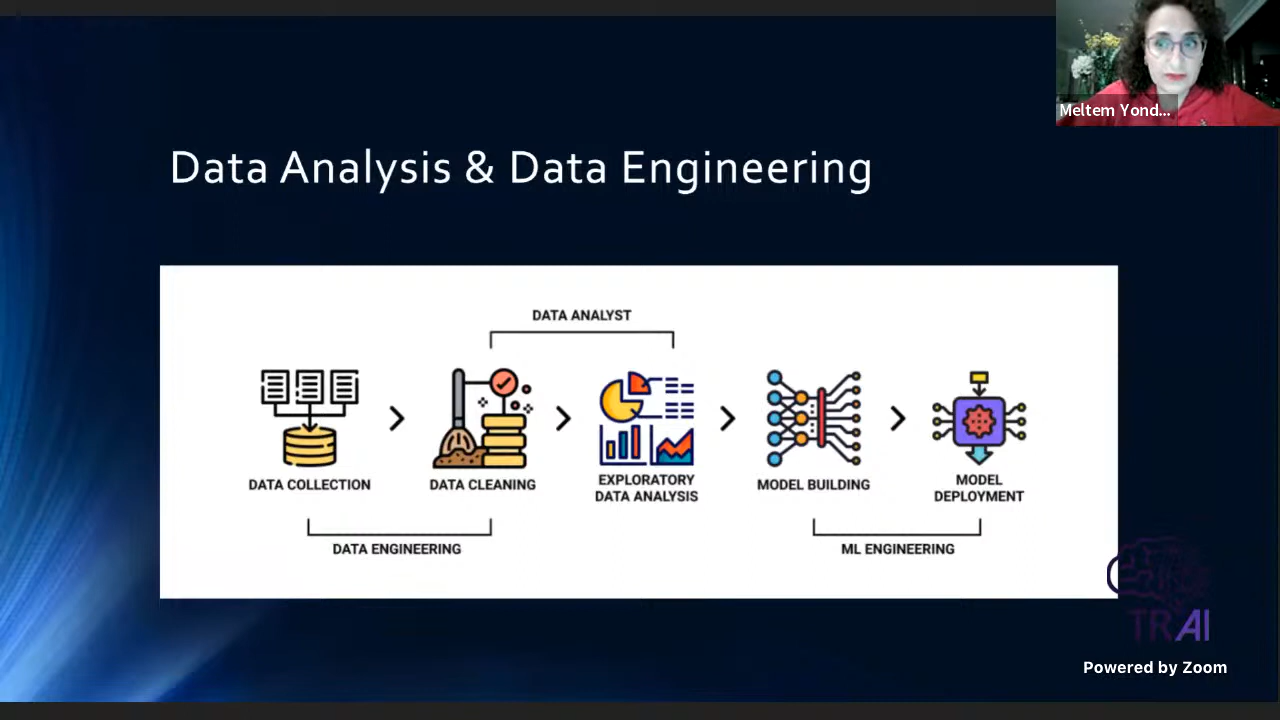 Meltem Yond...
Data Analysis & Data Engineering
DATA ANALYST
DATA COLLECTION
DATA CLEANING
EXPLORATORY
DATA ANALYSIS
MODEL BUILDING
MODEL
DEPLOYMENT
DATA ENGINEERING
ML ENGINEERING
TRAI
Powered by Zoom